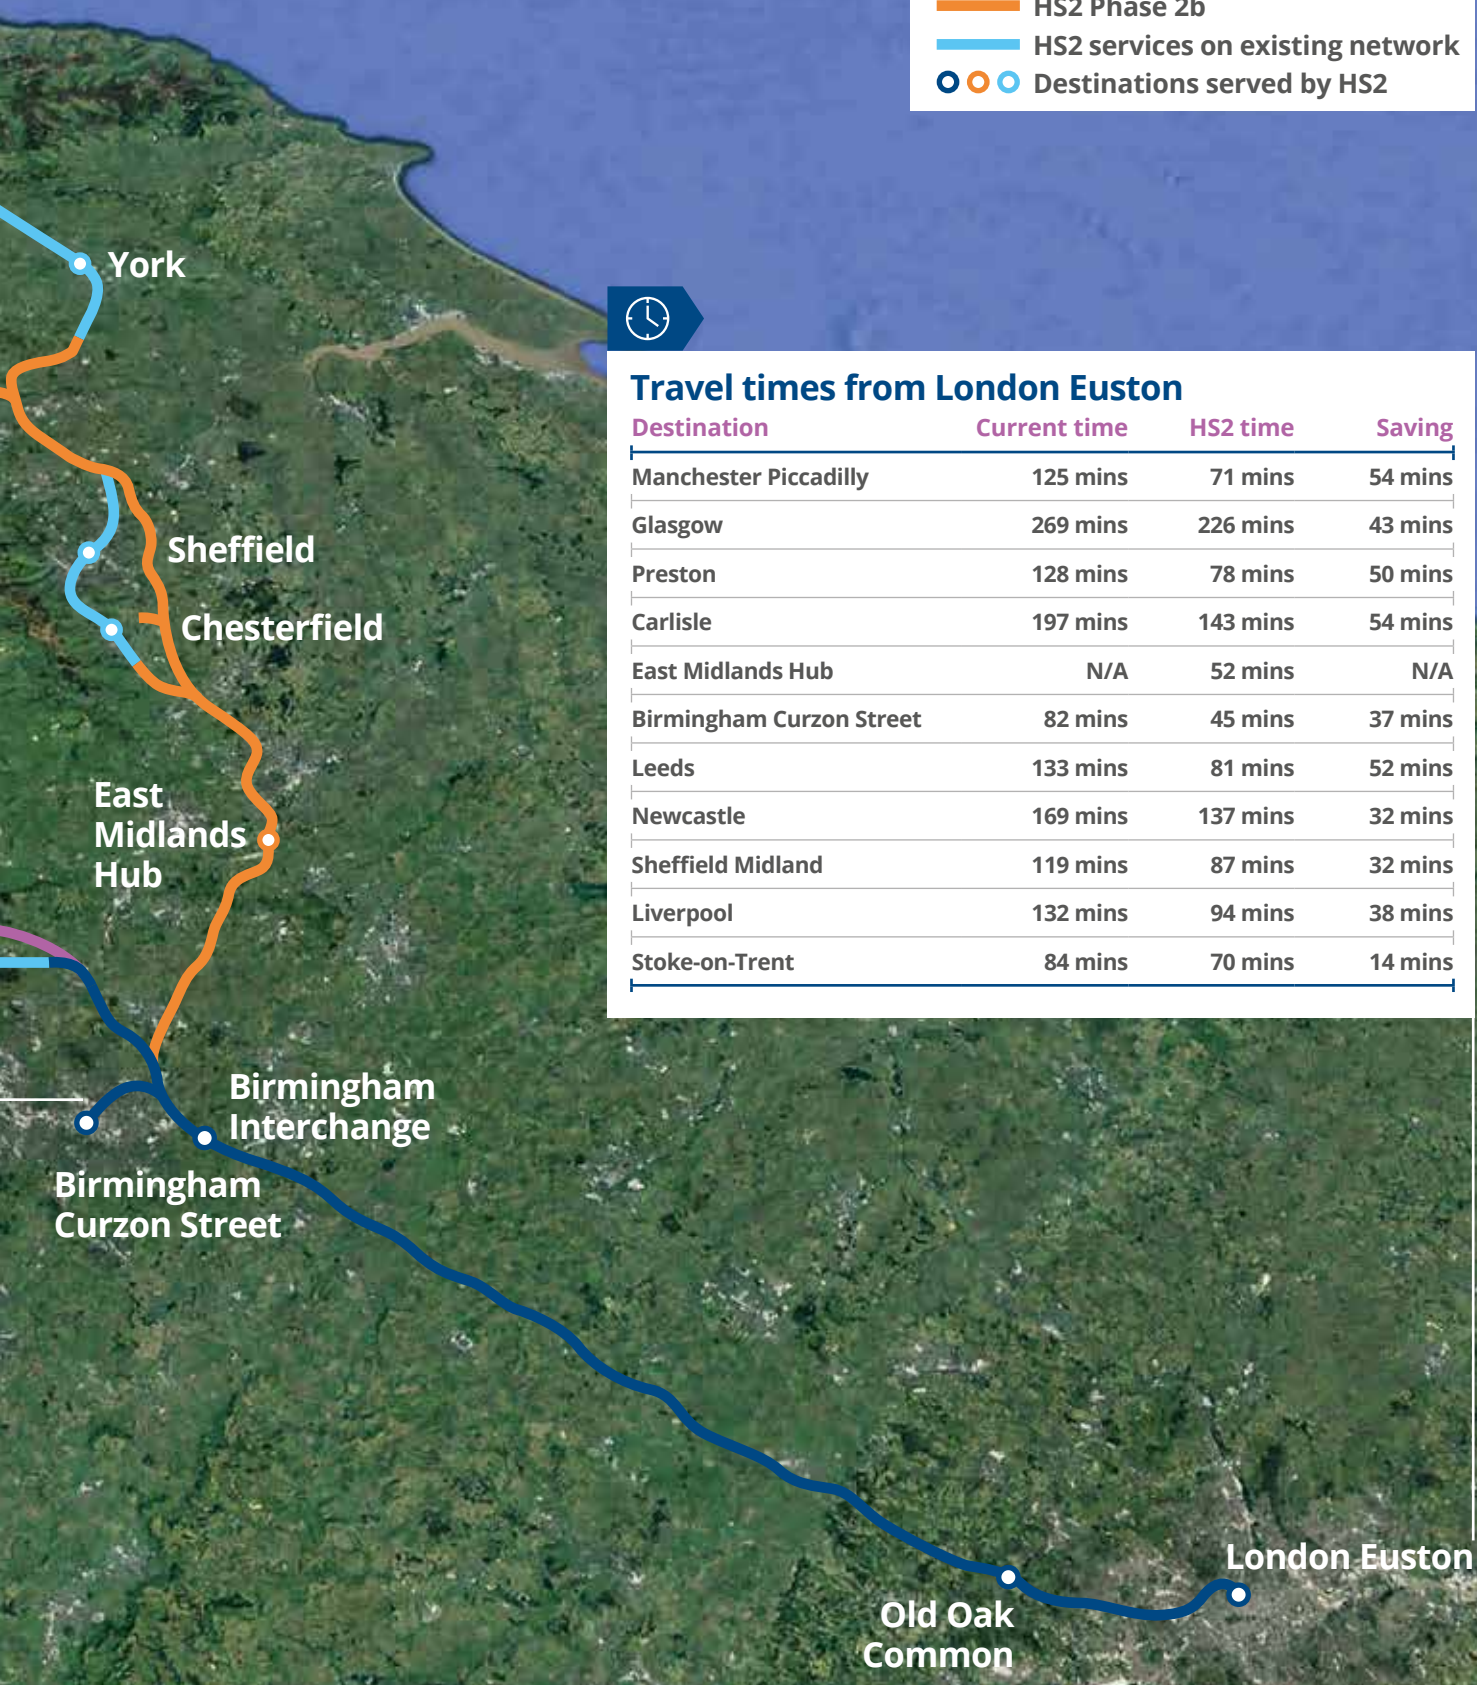 HS2 Phase 2b
HS2 services on existing network
Destinations served by HS2
York
Travel times from London Euston
Destination Current time HS2 time Saving
Manchester Piccadilly 125 mins 71 mins 54 mins
Glasgow 269 mins 226 mins 43 mins
Preston 128 mins 78 mins 50 mins
Carlisle 197 mins 143 mins 54 mins
East Midlands Hub N/A 52 mins N/A
Birmingham Curzon Street 82 mins 45 mins 37 mins
Leeds 133 mins 81 mins 52 mins
Newcastle 169 mins 137 mins 32 mins
Sheffield Midland 119 mins 87 mins 32 mins
Liverpool 132 mins 94 mins 38 mins
Stoke-on-Trent 84 mins 70 mins 14 mins
Sheffield
Chesterfield
East
Midlands
Hub
Birmingham
Interchange
Birmingham
Curzon Street
London Euston
Old Oak
Common